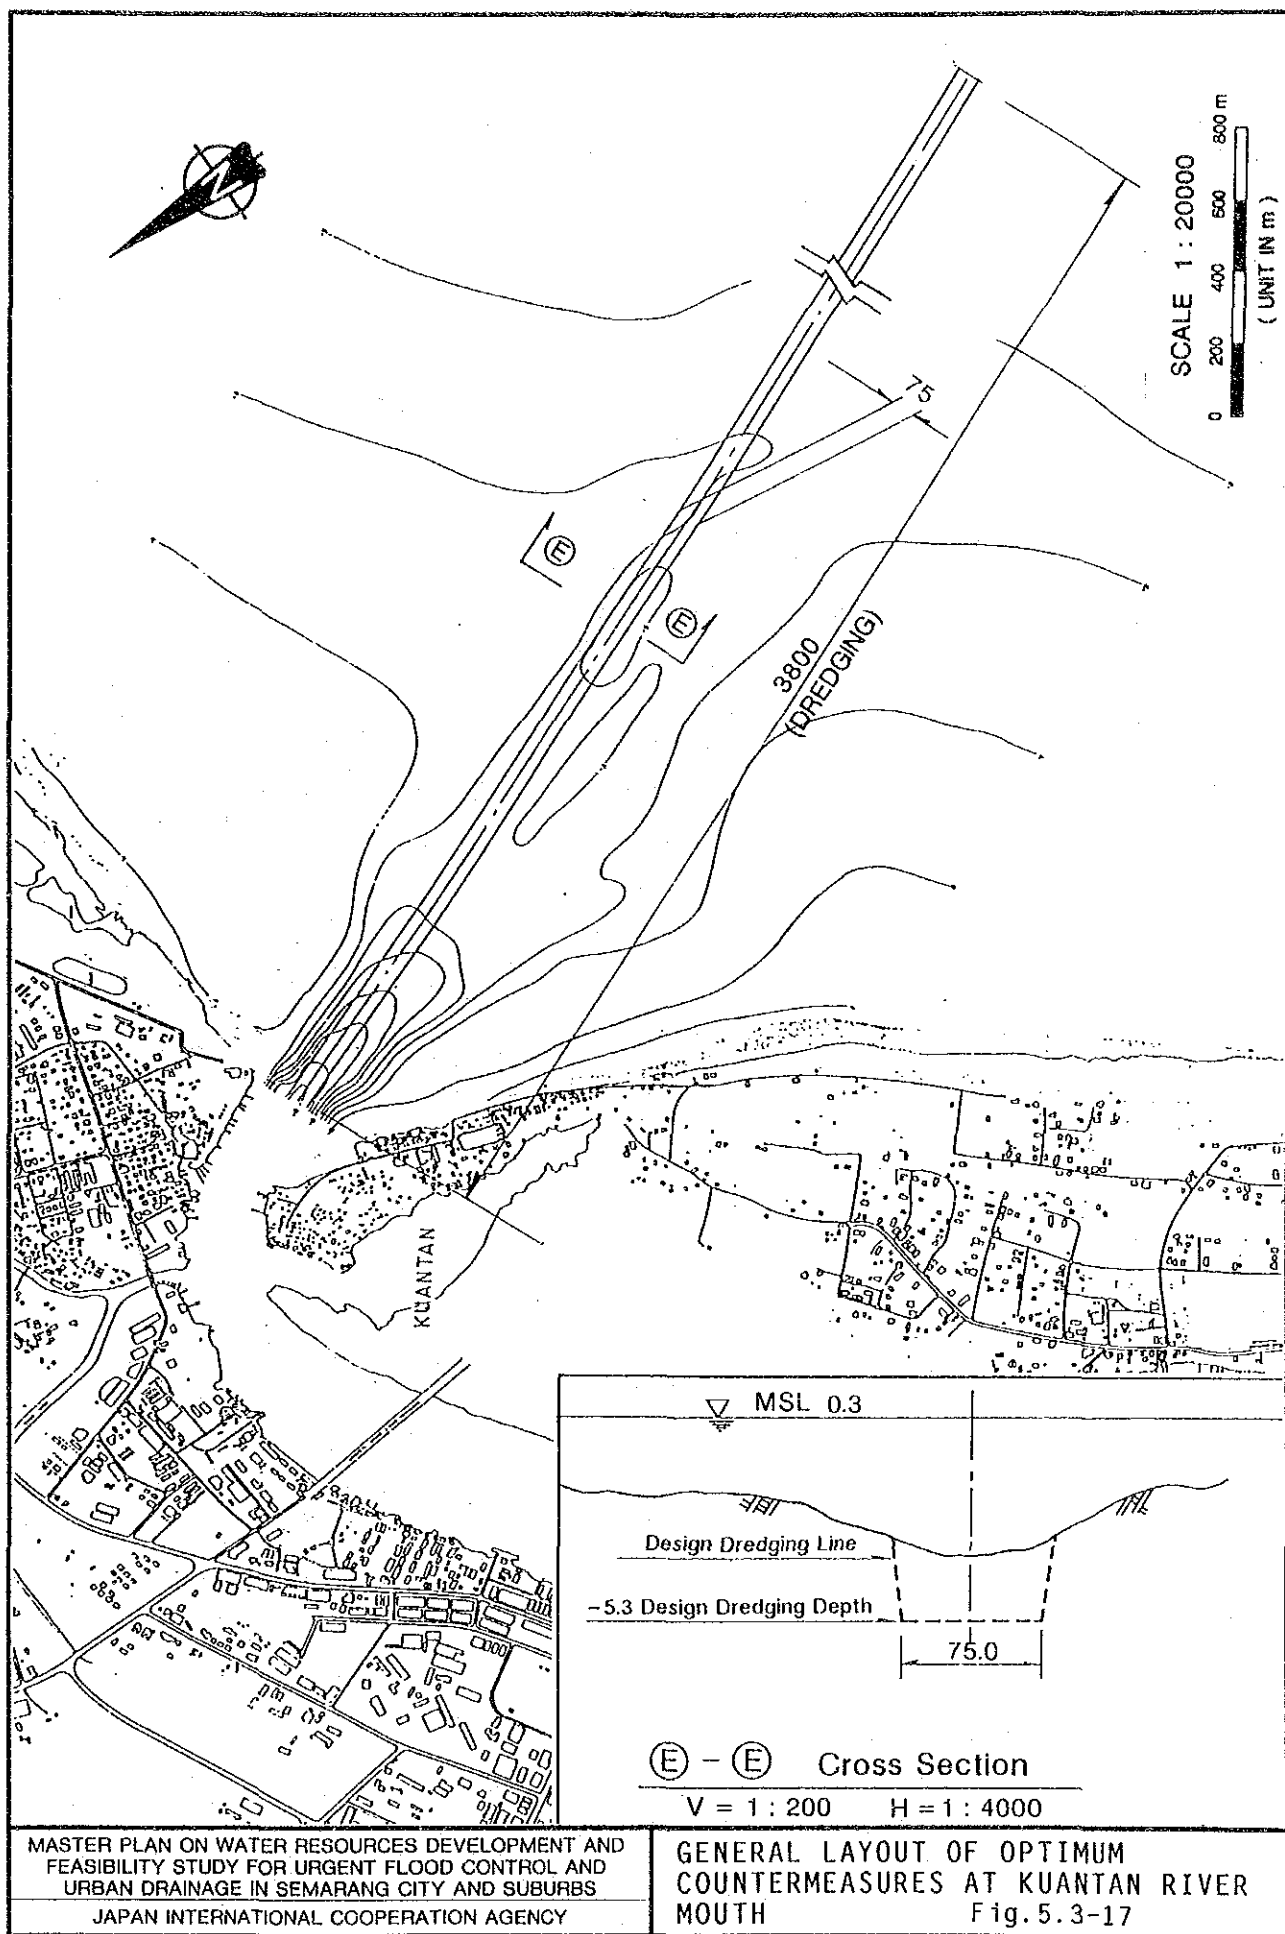 N
SCALE 1 : 20000
0 200 400 600 800 m
( UNIT IN m )
75
E
E
3800
(DREDGING)
KUANTAN
MSL 0.3
Design Dredging Line
-5.3 Design Dredging Depth
75.0
E - E Cross Section
V = 1 : 200 H = 1 : 4000
MASTER PLAN ON WATER RESOURCES DEVELOPMENT AND
FEASIBILITY STUDY FOR URGENT FLOOD CONTROL AND
URBAN DRAINAGE IN SEMARANG CITY AND SUBURBS
JAPAN INTERNATIONAL COOPERATION AGENCY
GENERAL LAYOUT OF OPTIMUM
COUNTERMEASURES AT KUANTAN RIVER
MOUTH Fig.5.3-17